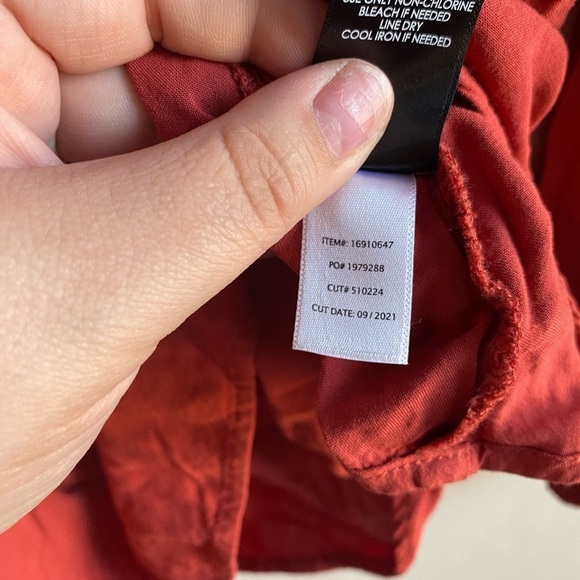 USE ONLY NON-CHLORINE
BLEACH IF NEEDED
LINE DRY
COOL IRON IF NEEDED
ITEM#: 16910647
PO# 1979288
CUT# 510224
CUT DATE: 09 / 2021